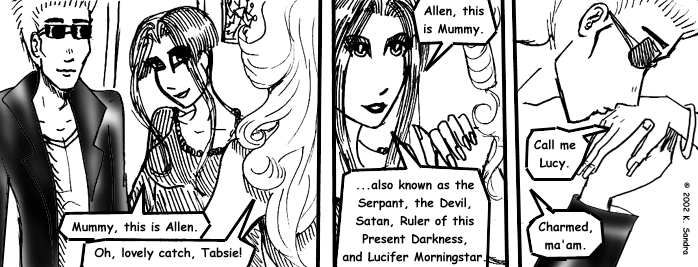 Mummy, this is Allen.
Oh, lovely catch, Tabsie!
Allen, this
is Mummy.
...also known as the
Serpant, the Devil,
Satan, Ruler of this
Present Darkness,
and Lucifer Morningstar.
Call me
Lucy.
Charmed,
ma'am.
© 2002 K. Sandra